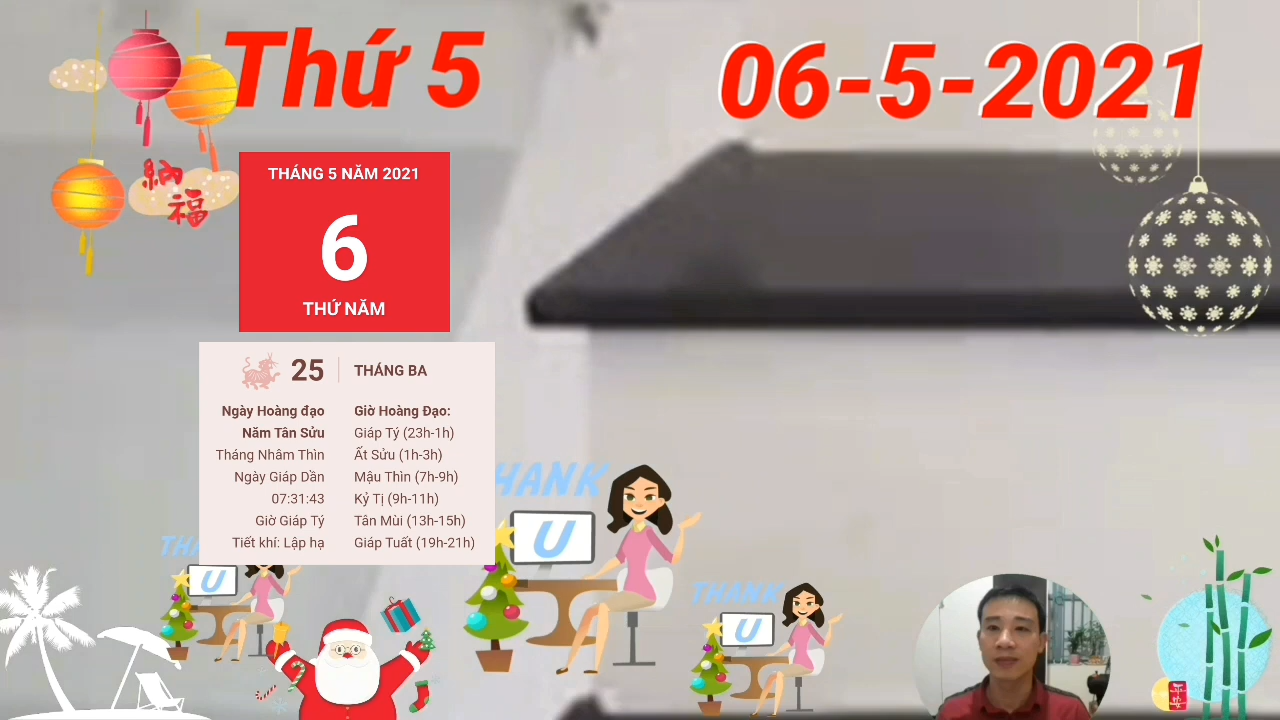 Thứ 5
06-5-2021
納
福
THÁNG 5 NĂM 2021
6
THỨ NĂM
25
THÁNG BA
Ngày Hoàng đạo
Năm Tân Sửu
Tháng Nhâm Thìn
Ngày Giáp Dần
07:31:43
Giờ Giáp Tý
Tiết khí: Lập hạ
Giờ Hoàng Đạo:
Giáp Tý (23h-1h)
Ất Sửu (1h-3h)
Mậu Thìn (7h-9h)
Kỷ Tị (9h-11h)
Tân Mùi (13h-15h)
Giáp Tuất (19h-21h)
HANK
U
TH
U
THANK
U